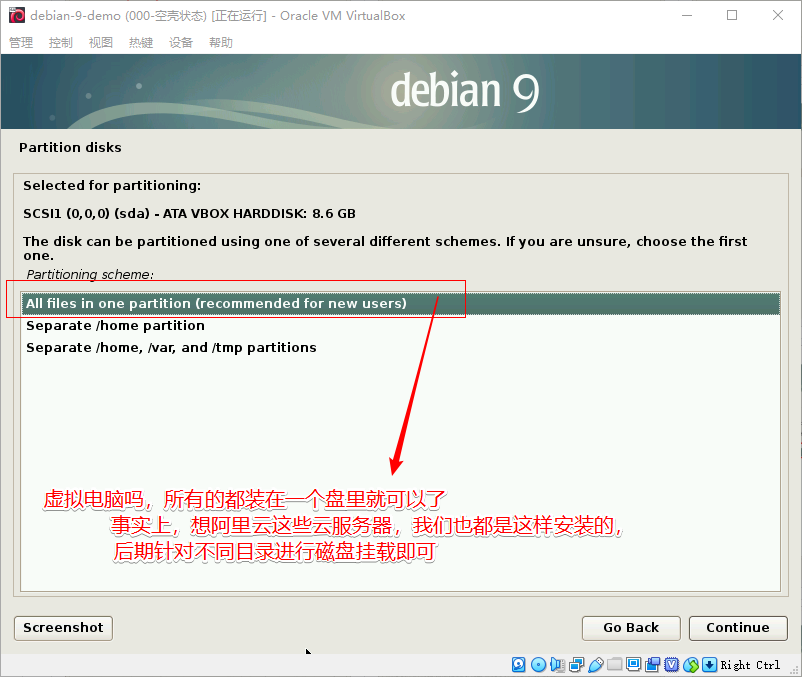 debian-9-demo (000-空壳状态) [正在运行] - Oracle VM VirtualBox
管理 控制 视图 热键 设备 帮助
debian 9
Partition disks
Selected for partitioning:
SCSI1 (0,0,0) (sda) - ATA VBOX HARDDISK: 8.6 GB
The disk can be partitioned using one of several different schemes. If you are unsure, choose the first
one.
Partitioning scheme:
All files in one partition (recommended for new users)
Separate /home partition
Separate /home, /var, and /tmp partitions
虚拟电脑吗，所有的都装在一个盘里就可以了
事实上，想阿里云这些云服务器，我们也都是这样安装的，
后期针对不同目录进行磁盘挂载即可
Screenshot Go Back Continue
Right Ctrl